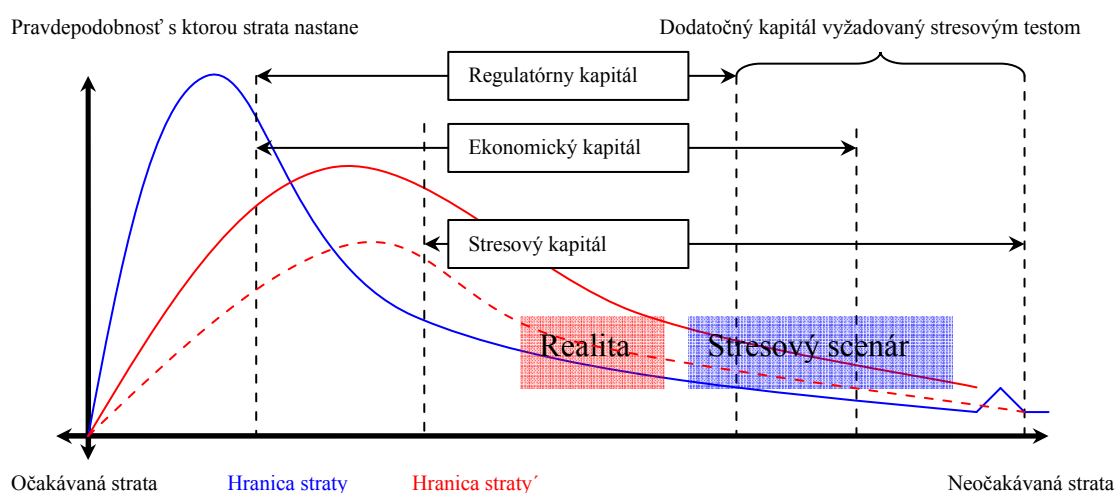 Pravdepodobnosť s ktorou strata nastane
Dodatočný kapitál vyžadovaný stresovým testom
Regulatórny kapitál
Ekonomický kapitál
Stresový kapitál
Realita
Stresový scenár
Očakávaná strata
Hranica straty
Hranica straty´
Neočakávaná strata